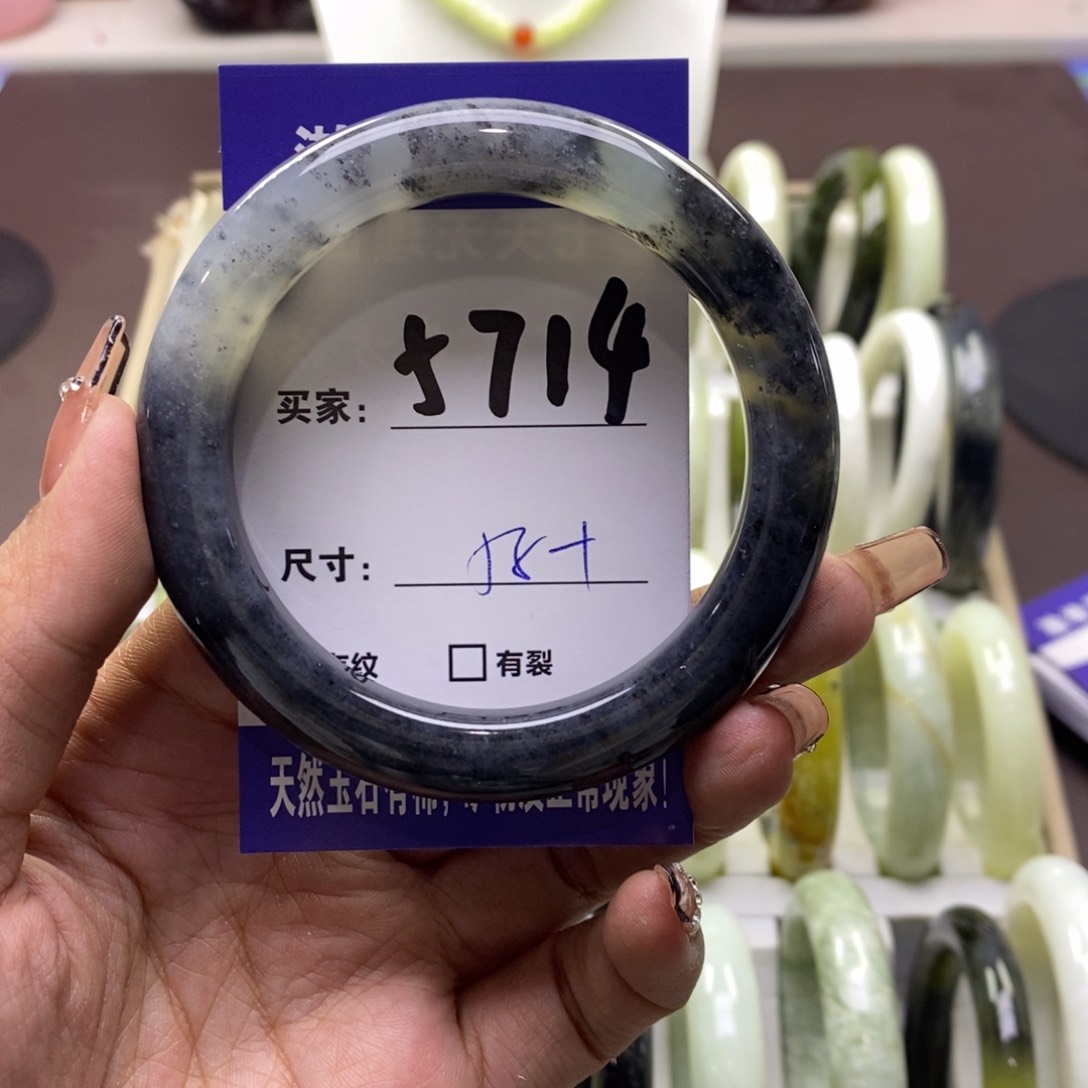 买家: 5714
尺寸: 58+
纹 □有裂
天然玉石有棉,